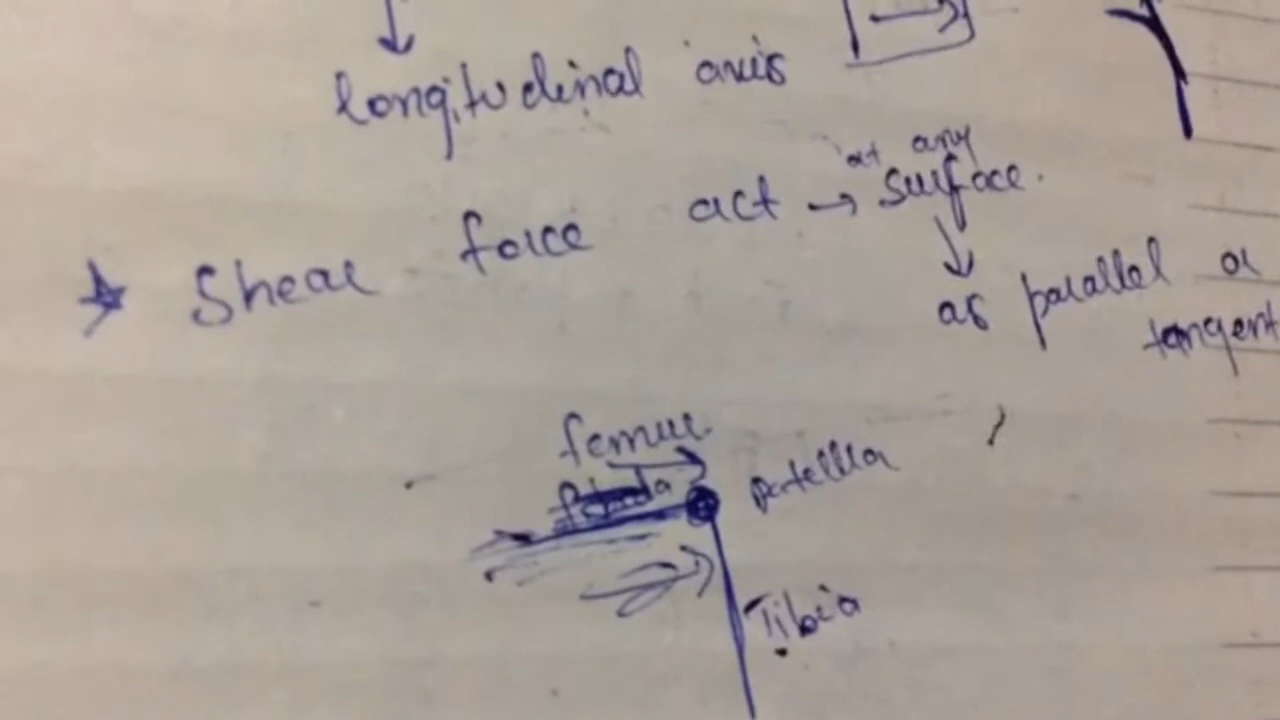 longitudinal axis
at any
* Shear force act → surface.
↓
as parallel or
tangent
femur
patella
Tibia